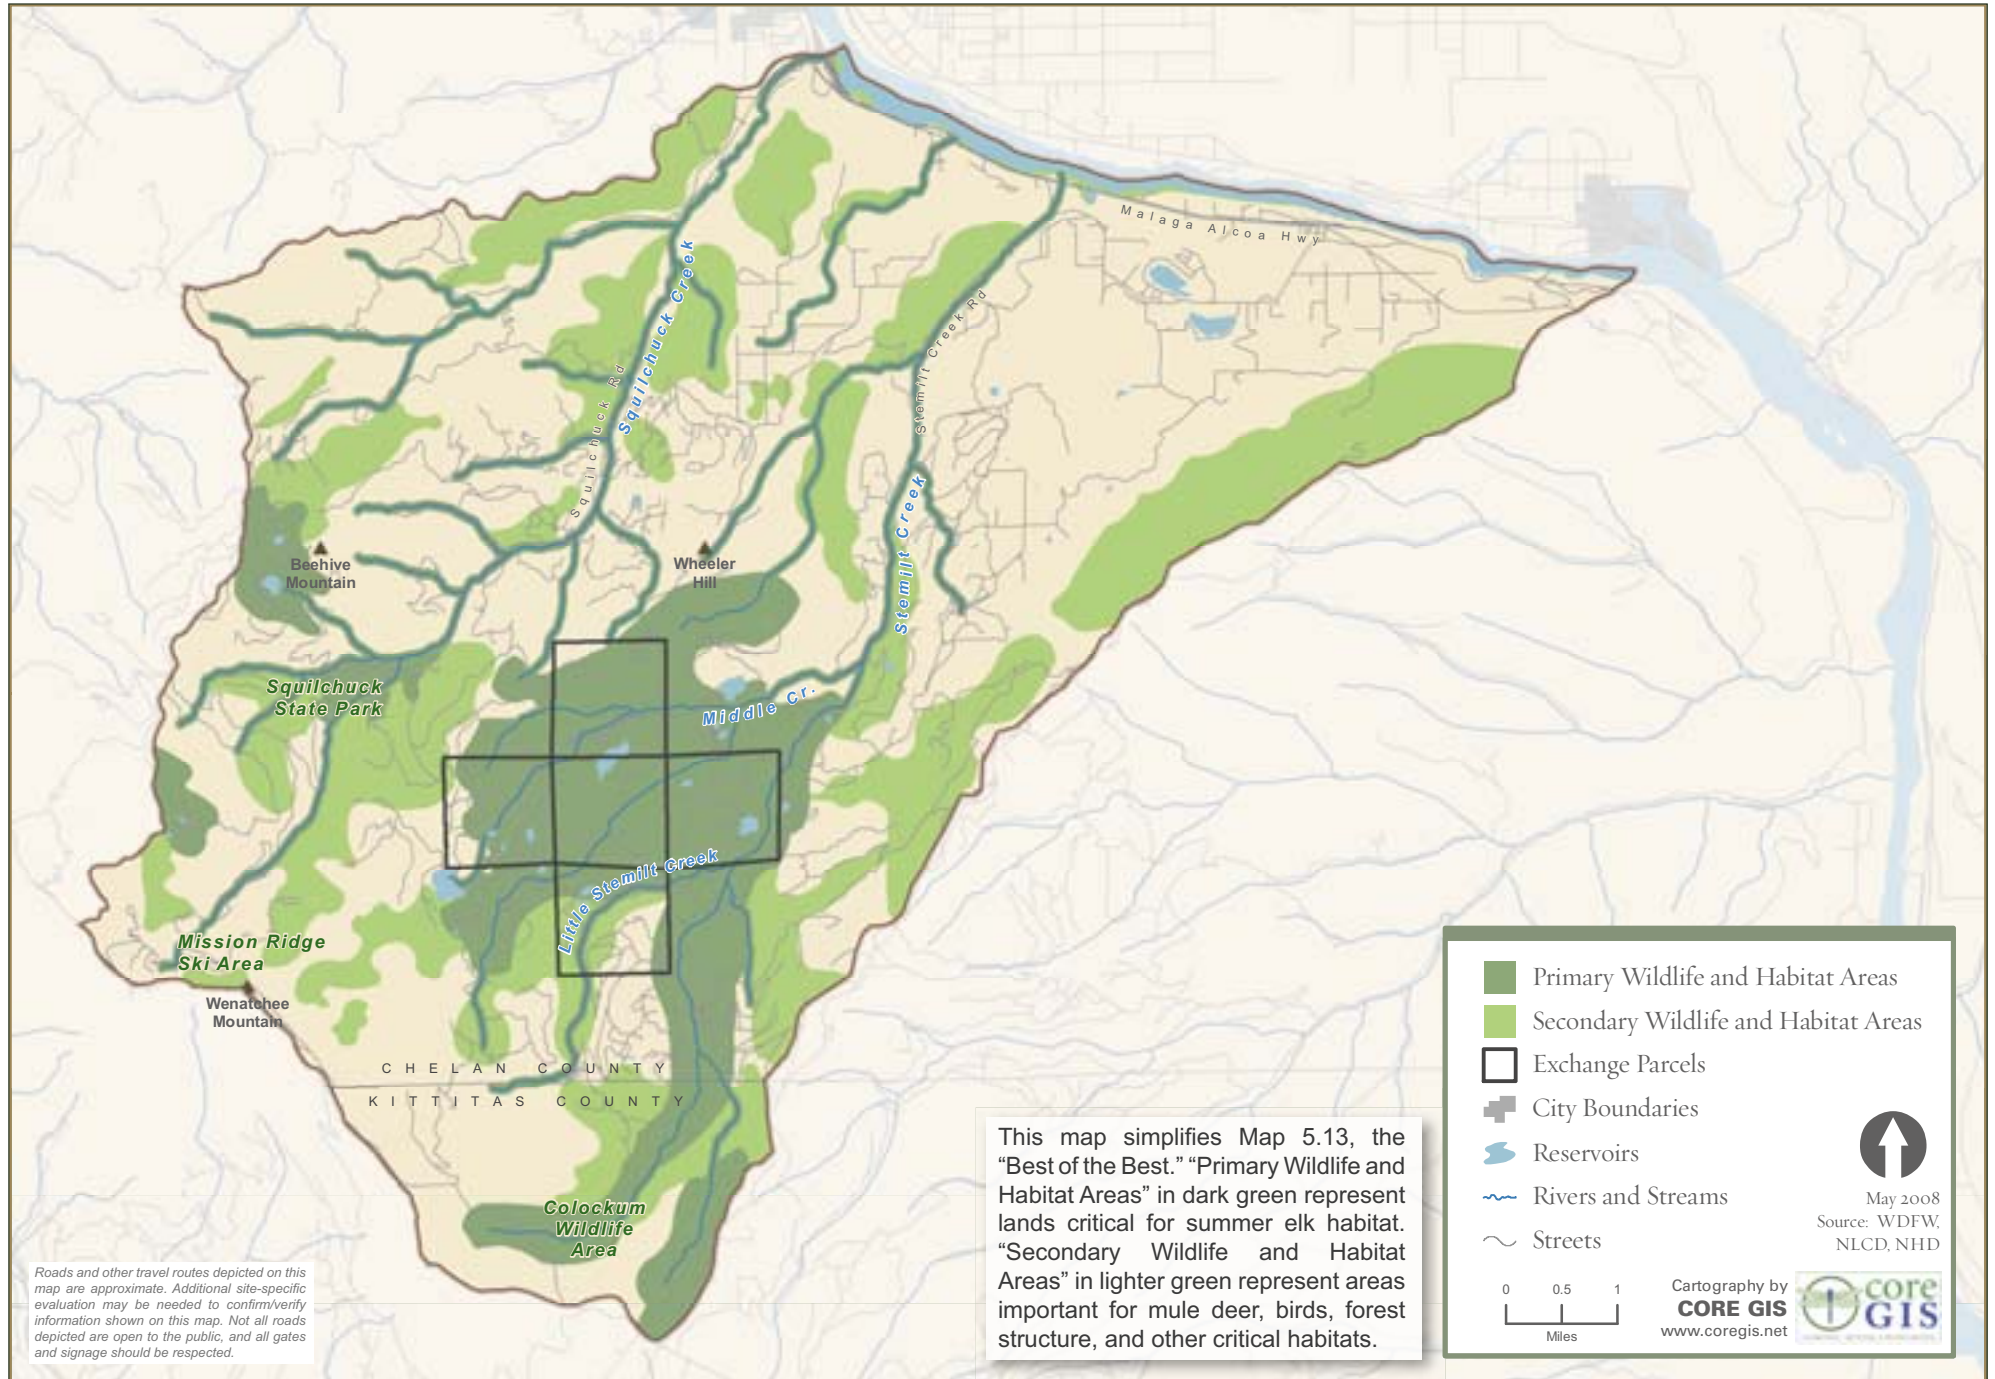 Malaga Alcoa Hwy
Squilchuck Creek
Stemilt Creek Rd
Squilchuck Rd
Stemilt Creek
Beehive
Mountain
Wheeler
Hill
Squilchuck
State Park
Middle Cr.
Little Stemilt Creek
Mission Ridge
Ski Area
Wenatchee
Mountain
CHELAN COUNTY
KITTITAS COUNTY
Colockum
Wildlife
Area
Roads and other travel routes depicted on this
map are approximate. Additional site-specific
evaluation may be needed to confirm/verify
information shown on this map. Not all roads
depicted are open to the public, and all gates
and signage should be respected.
This map simplifies Map 5.13, the
“Best of the Best.” “Primary Wildlife and
Habitat Areas” in dark green represent
lands critical for summer elk habitat.
“Secondary Wildlife and Habitat
Areas” in lighter green represent areas
important for mule deer, birds, forest
structure, and other critical habitats.
Primary Wildlife and Habitat Areas
Secondary Wildlife and Habitat Areas
Exchange Parcels
City Boundaries
Reservoirs
Rivers and Streams
Streets
May 2008
Source: WDFW,
NLCD, NHD
0 0.5 1
Miles
Cartography by
CORE GIS
www.coregis.net
core
GIS